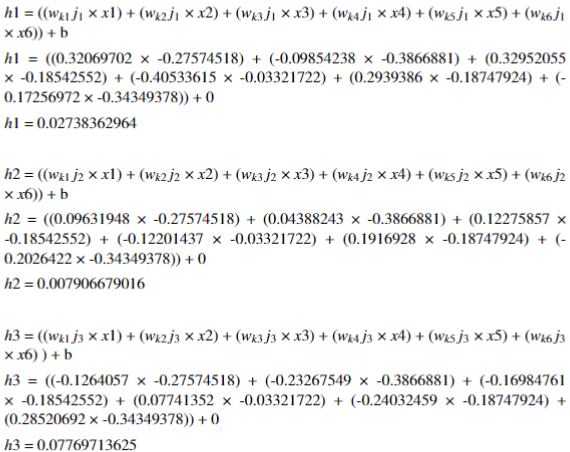 h1 = ((wk1 j1 × x1) + (wk2 j1 × x2) + (wk3 j1 × x3) + (wk4 j1 × x4) + (wk5 j1 × x5) + (wk6 j1
× x6)) + b
h1 = ((0.32069702 × -0.27574518) + (-0.09854238 × -0.3866881) + (0.32952055
× -0.18542552) + (-0.40533615 × -0.03321722) + (0.2939386 × -0.18747924) + (-
0.17256972 × -0.34349378)) + 0
h1 = 0.02738362964
h2 = ((wk1 j2 × x1) + (wk2 j2 × x2) + (wk3 j2 × x3) + (wk4 j2 × x4) + (wk5 j2 × x5) + (wk6 j2
× x6)) + b
h2 = ((0.09631948 × -0.27574518) + (0.04388243 × -0.3866881) + (0.12275857 ×
-0.18542552) + (-0.12201437 × -0.03321722) + (0.1916928 × -0.18747924) + (-
0.2026422 × -0.34349378)) + 0
h2 = 0.007906679016
h3 = ((wk1 j3 × x1) + (wk2 j3 × x2) + (wk3 j3 × x3) + (wk4 j3 × x4) + (wk5 j3 × x5) + (wk6 j3
× x6) ) + b
h3 = ((-0.1264057 × -0.27574518) + (-0.23267549 × -0.3866881) + (-0.16984761
× -0.18542552) + (0.07741352 × -0.03321722) + (-0.24032459 × -0.18747924) +
(0.28520692 × -0.34349378)) + 0
h3 = 0.07769713625